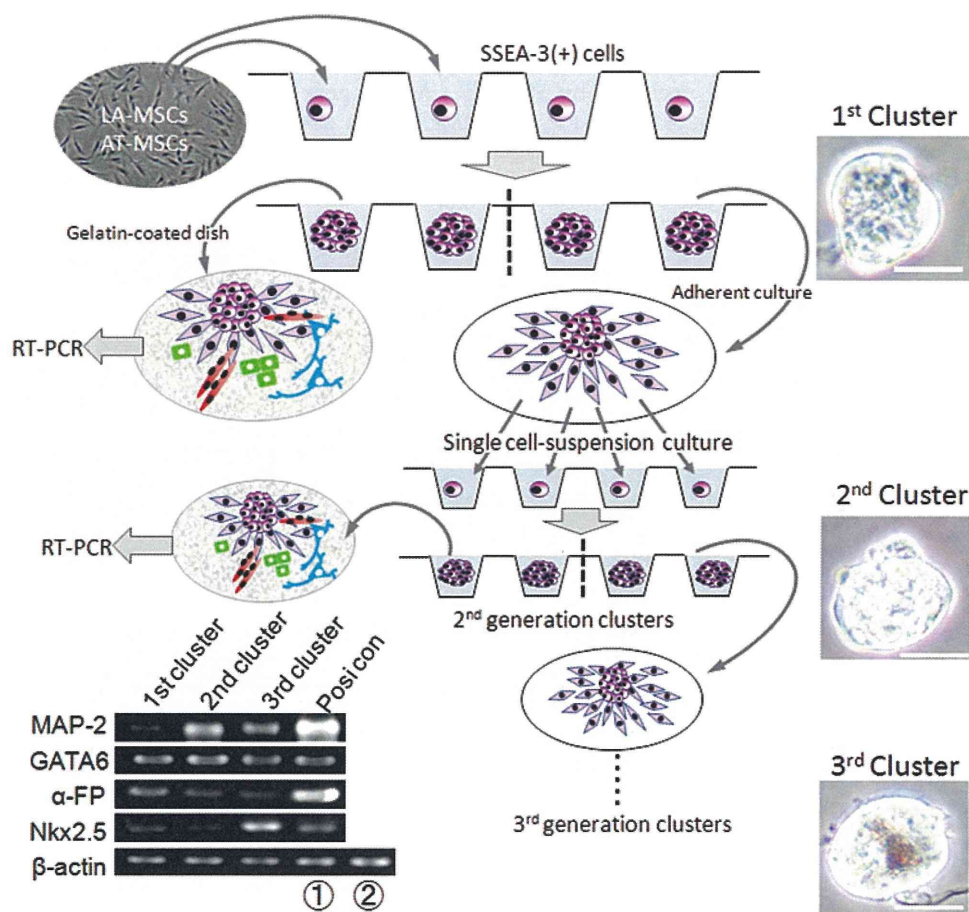 SSEA-3(+) cells
LA-MSCs
AT-MSCs
1st Cluster
Gelatin-coated dish
Adherent culture
RT-PCR
Single cell-suspension culture
2nd Cluster
RT-PCR
2nd generation clusters
1st cluster
2nd cluster
3rd cluster
Posi con
MAP-2
GATA6
α-FP
Nkx2.5
β-actin
① ②
3rd Cluster
3rd generation clusters